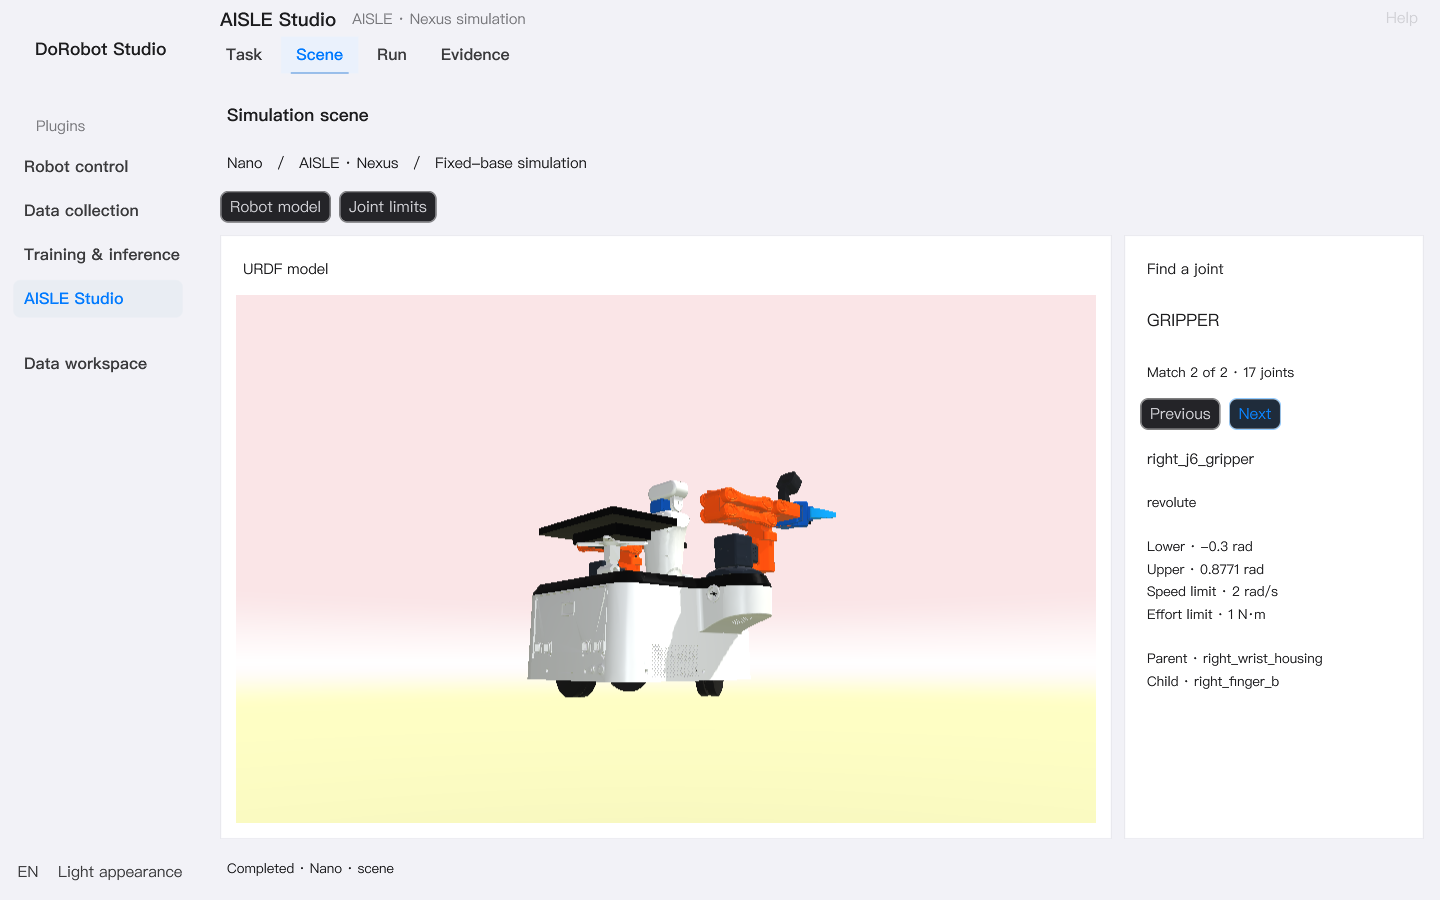 DoRobot Studio
Plugins
Robot control
Data collection
Training & inference
AISLE Studio
Data workspace
EN Light appearance
AISLE Studio AISLE · Nexus simulation
Help
Task Scene Run Evidence
Simulation scene
Nano / AISLE · Nexus / Fixed-base simulation
Robot model Joint limits
URDF model
Find a joint
GRIPPER
Match 2 of 2 · 17 joints
Previous Next
right_j6_gripper
revolute
Lower · -0.3 rad
Upper · 0.8771 rad
Speed limit · 2 rad/s
Effort limit · 1 N·m
Parent · right_wrist_housing
Child · right_finger_b
Completed · Nano · scene